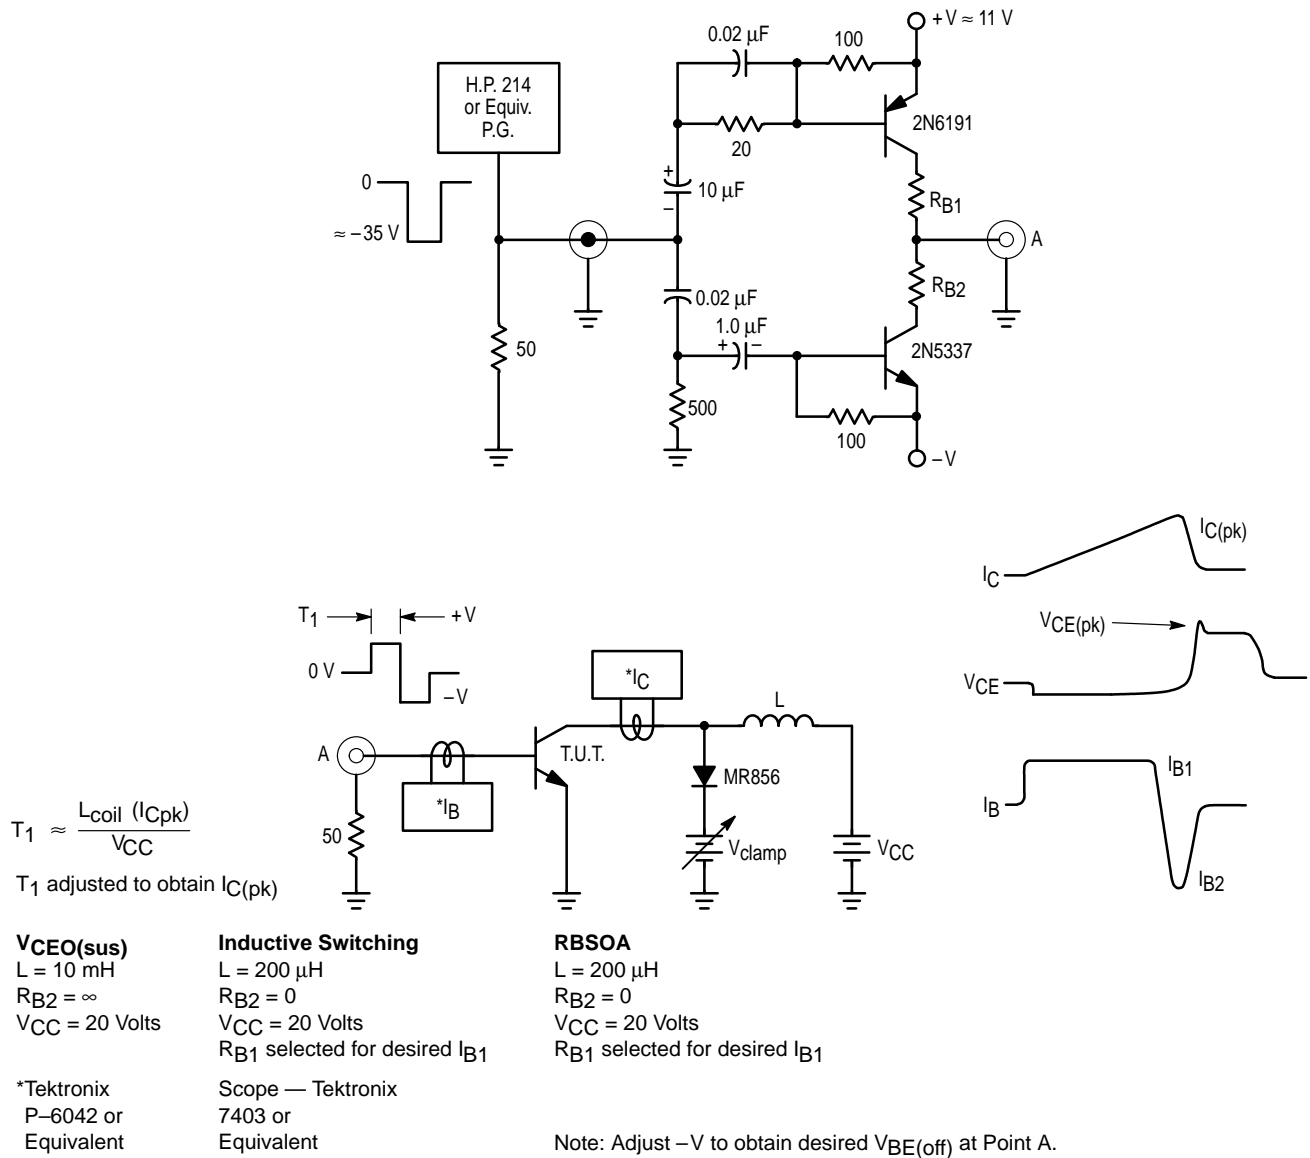 +V ≈ 11 V
0.02 µF
100
H.P. 214
or Equiv.
P.G.
2N6191
20
0
+
10 µF
–
RB1
≈ –35 V
A
RB2
0.02 µF
1.0 µF
+ –
50
2N5337
500
100
–V
IC(pk)
IC
T1
+V
VCE(pk)
*IC
0 V
–V
VCE
L
A
T.U.T.
IB1
MR856
*IB
IB
T1 ≈ Lcoil (ICpk) / VCC
50
Vclamp
VCC
IB2
T1 adjusted to obtain IC(pk)
VCEO(sus)
L = 10 mH
RB2 = ∞
VCC = 20 Volts
Inductive Switching
L = 200 µH
RB2 = 0
VCC = 20 Volts
RB1 selected for desired IB1
RBSOA
L = 200 µH
RB2 = 0
VCC = 20 Volts
RB1 selected for desired IB1
*Tektronix
P–6042 or
Equivalent
Scope — Tektronix
7403 or
Equivalent
Note: Adjust –V to obtain desired VBE(off) at Point A.